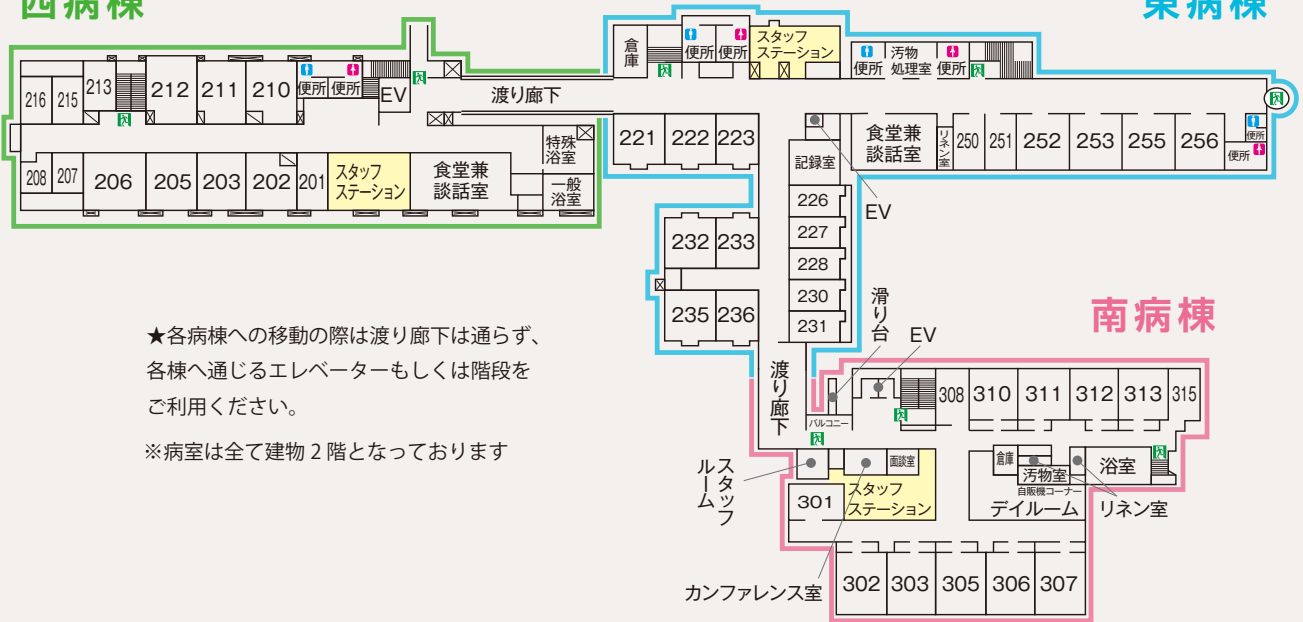 西病棟
東病棟
216
215
213
212
211
210
便所
便所
EV
渡り廊下
208
207
206
205
203
202
201
スタッフ
ステーション
食堂兼
談話室
特殊
浴室
一般
浴室
倉庫
便所
便所
スタッフ
ステーション
便所
汚物
処理室
便所
221
222
223
記録室
EV
食堂兼
談話室
リネン室
250
251
252
253
255
256
便所
便所
226
227
228
230
231
232
233
235
236
渡り廊下
★各病棟への移動の際は渡り廊下は通らず、
各棟へ通じるエレベーターもしくは階段を
ご利用ください。
※病室は全て建物2階となっております
南病棟
滑り台
EV
バルコニー
308
310
311
312
313
315
スタッフ
ルーム
面談室
スタッフ
ステーション
301
カンファレンス室
倉庫
汚物室
自販機コーナー
デイルーム
浴室
リネン室
302
303
305
306
307